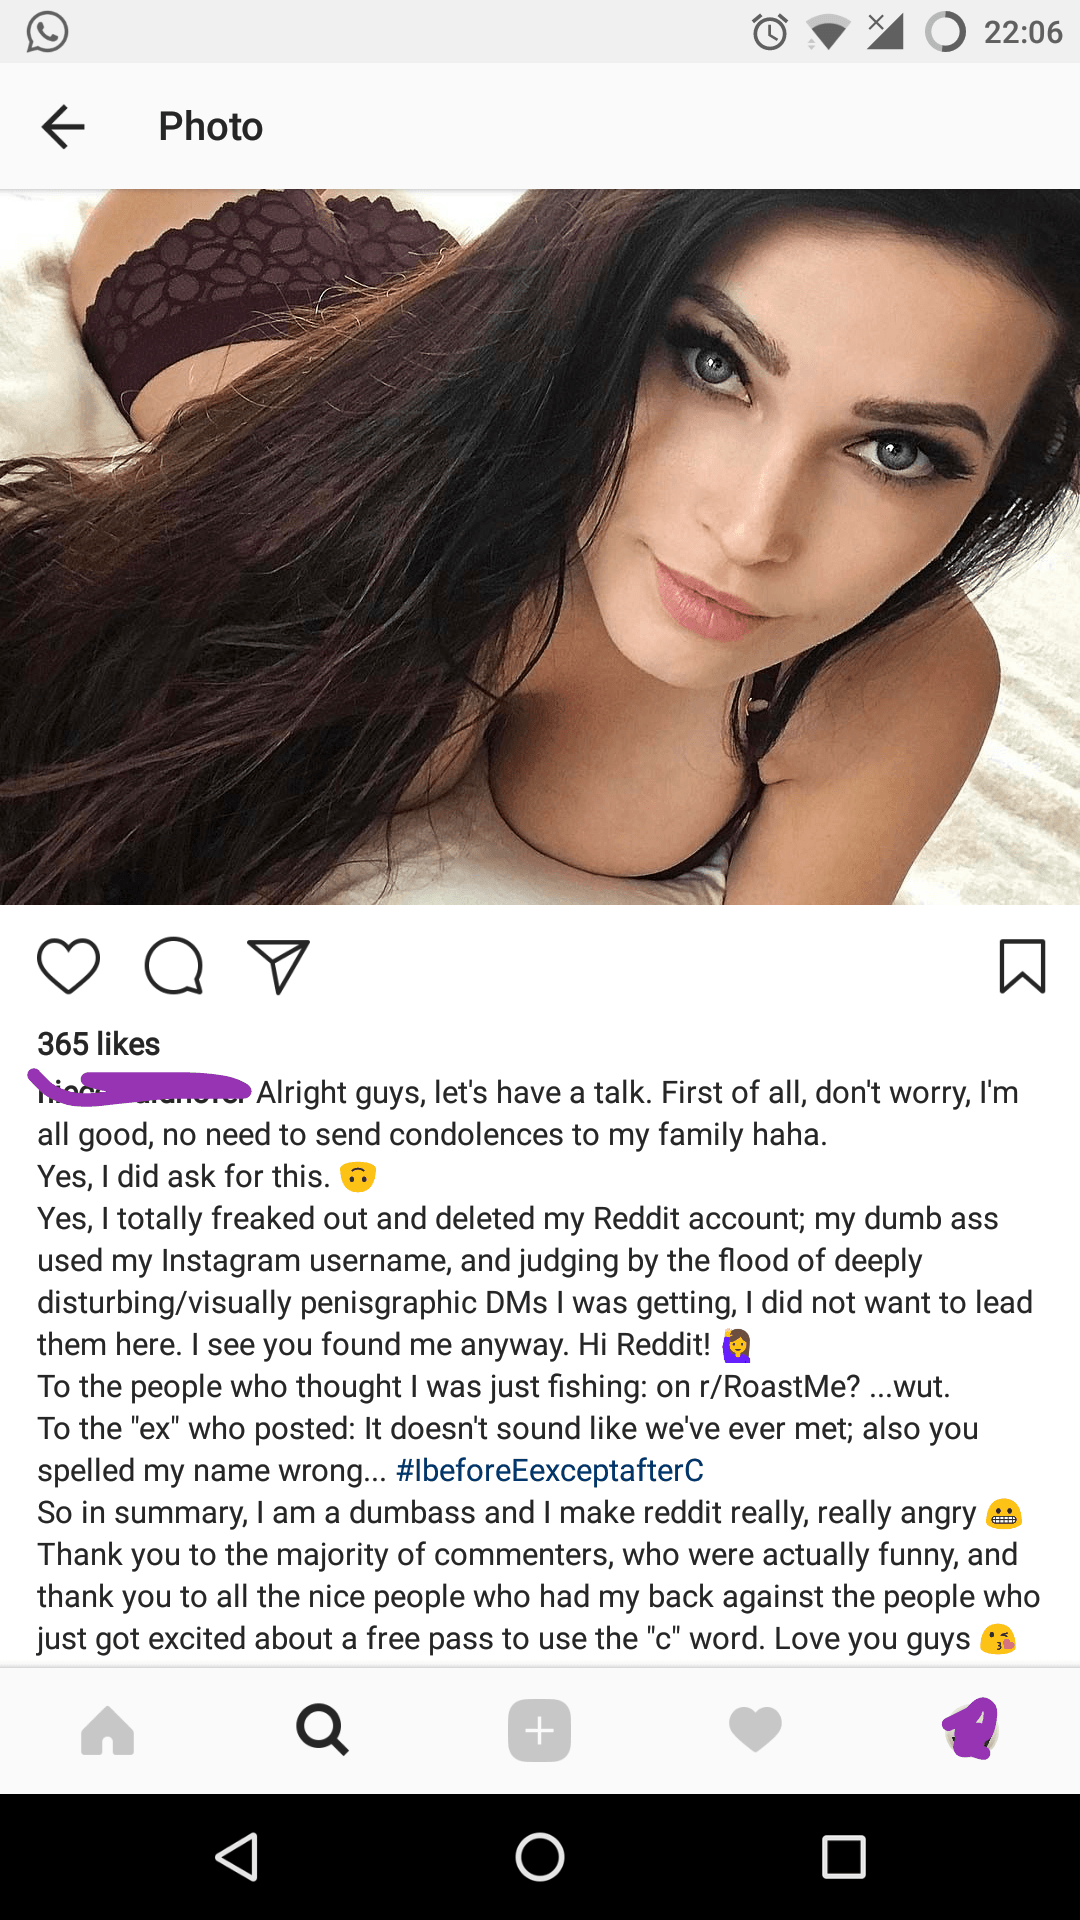 22:06
Photo
365 likes
Alright guys, let's have a talk. First of all, don't worry, I'm
all good, no need to send condolences to my family haha.
Yes, I did ask for this. 🙃
Yes, I totally freaked out and deleted my Reddit account; my dumb ass
used my Instagram username, and judging by the flood of deeply
disturbing/visually penisgraphic DMs I was getting, I did not want to lead
them here. I see you found me anyway. Hi Reddit! 🙋‍♀️
To the people who thought I was just fishing: on r/RoastMe? ...wut.
To the "ex" who posted: It doesn't sound like we've ever met; also you
spelled my name wrong... #IbeforeEexceptafterC
So in summary, I am a dumbass and I make reddit really, really angry 😬
Thank you to the majority of commenters, who were actually funny, and
thank you to all the nice people who had my back against the people who
just got excited about a free pass to use the "c" word. Love you guys 😘